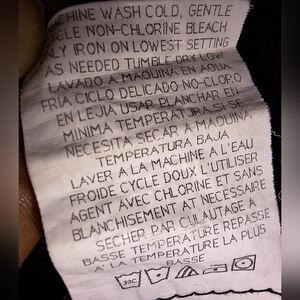 MACHINE WASH COLD, GENTLE
CYCLE NON-CHLORINE BLEACH
ONLY IRON ON LOWEST SETTING
AS NEEDED TUMBLE DRY LOW
LAVADO A MAQUINA EN AGUA
FRIA CICLO DELICADO NO-CLORO
EN LEJIA USAR PLANCHAR EN
MINIMA TEMPERATJRA SI SE
NECESITA SECAR A MAQUINA,
TEMPERATURA BAJA
LAVER A LA MACHINE A L'EAU
FROIDE CYCLE DOUX L'UTILISER
AGENT AVEC CHLORINE ET SANS
BLANCHISEMENT AT NECESSAIRE
SECHER PAR CULAUTAGE A
BASSE TEMPERATURE REPASSE
A' LA TEMPERATURE LA PLUS
BASSE
30C